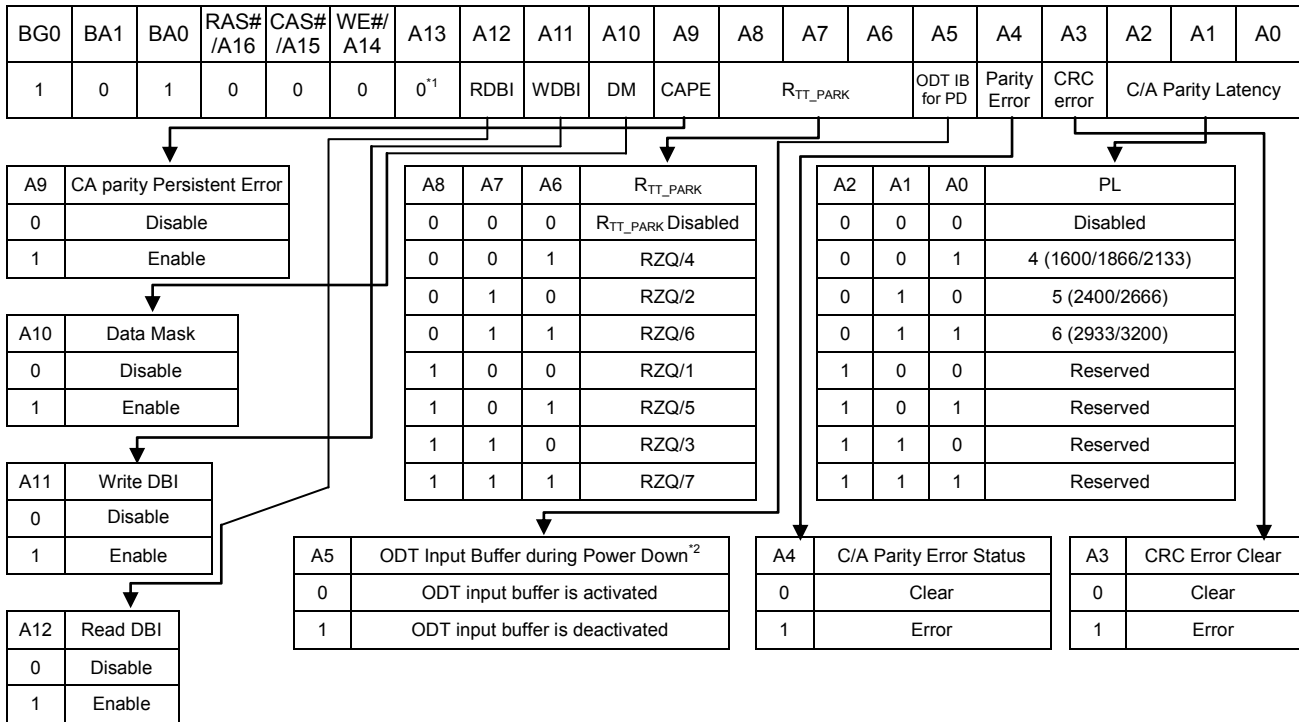 BG0 BA1 BA0 RAS# /A16 CAS# /A15 WE#/ A14 A13 A12 A11 A10 A9 A8 A7 A6 A5 A4 A3 A2 A1 A0
1 0 1 0 0 0 0*1 RDBI WDBI DM CAPE RTT_PARK ODT IB for PD Parity Error CRC error C/A Parity Latency
A9 CA parity Persistent Error
0 Disable
1 Enable
A10 Data Mask
0 Disable
1 Enable
A11 Write DBI
0 Disable
1 Enable
A12 Read DBI
0 Disable
1 Enable
A8 A7 A6 RTT_PARK
0 0 0 RTT_PARK Disabled
0 0 1 RZQ/4
0 1 0 RZQ/2
0 1 1 RZQ/6
1 0 0 RZQ/1
1 0 1 RZQ/5
1 1 0 RZQ/3
1 1 1 RZQ/7
A2 A1 A0 PL
0 0 0 Disabled
0 0 1 4 (1600/1866/2133)
0 1 0 5 (2400/2666)
0 1 1 6 (2933/3200)
1 0 0 Reserved
1 0 1 Reserved
1 1 0 Reserved
1 1 1 Reserved
A5 ODT Input Buffer during Power Down*2
0 ODT input buffer is activated
1 ODT input buffer is deactivated
A4 C/A Parity Error Status
0 Clear
1 Error
A3 CRC Error Clear
0 Clear
1 Error